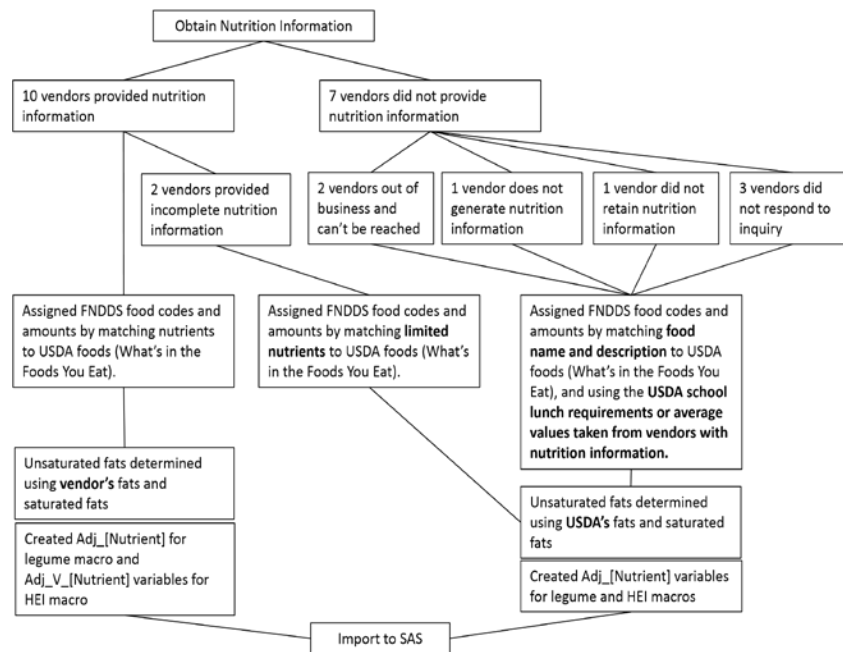 Obtain Nutrition Information
10 vendors provided nutrition
information
7 vendors did not provide
nutrition information
2 vendors provided
incomplete nutrition
information
2 vendors out of
business and
can't be reached
1 vendor does not
generate nutrition
information
1 vendor did not
retain nutrition
information
3 vendors did
not respond to
inquiry
Assigned FNDDS food codes and
amounts by matching nutrients
to USDA foods (What's in the
Foods You Eat).
Assigned FNDDS food codes and
amounts by matching limited
nutrients to USDA foods (What's
in the Foods You Eat).
Assigned FNDDS food codes and
amounts by matching food
name and description to USDA
foods (What's in the Foods You
Eat), and using the USDA school
lunch requirements or average
values taken from vendors with
nutrition information.
Unsaturated fats determined
using vendor's fats and
saturated fats
Unsaturated fats determined
using USDA's fats and saturated
fats
Created Adj_[Nutrient] for
legume macro and
Adj_V_[Nutrient] variables for
HEI macro
Created Adj_[Nutrient] variables
for legume and HEI macros
Import to SAS